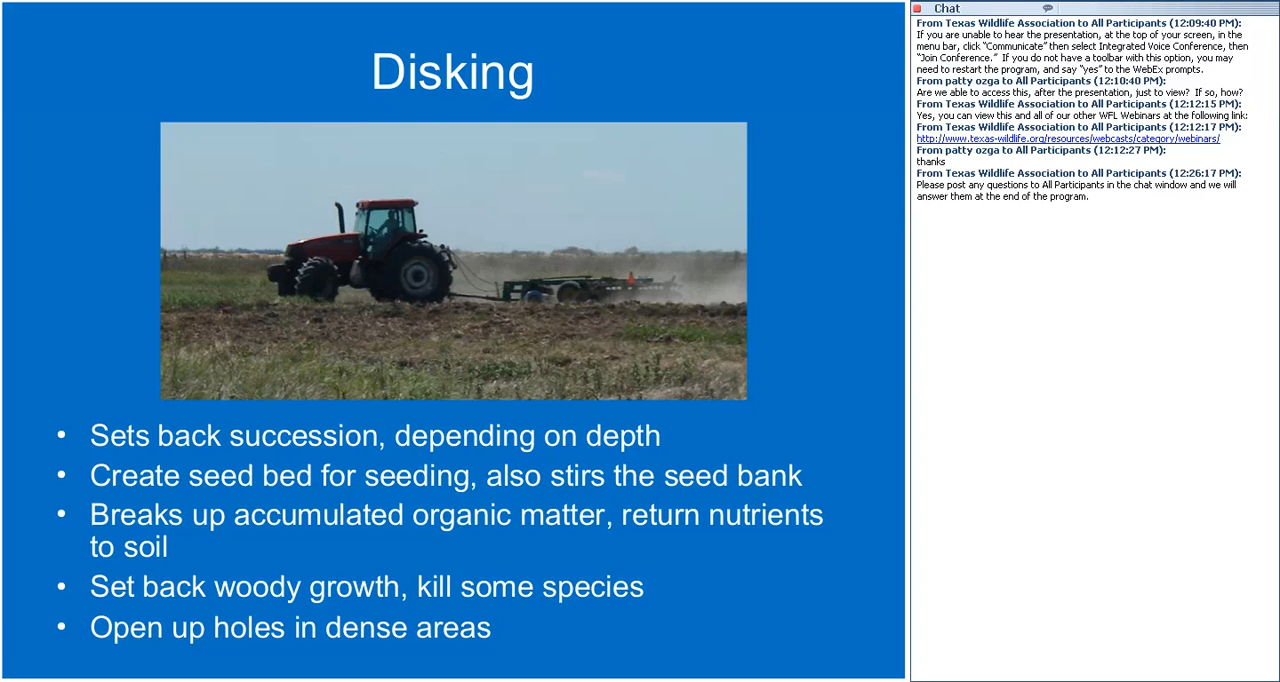 Disking
• Sets back succession, depending on depth
• Create seed bed for seeding, also stirs the seed bank
• Breaks up accumulated organic matter, return nutrients
to soil
• Set back woody growth, kill some species
• Open up holes in dense areas
Chat
From Texas Wildlife Association to All Participants (12:09:40 PM):
If you are unable to hear the presentation, at the top of your screen, in the
menu bar, click "Communicate" then select Integrated Voice Conference, then
"Join Conference."  If you do not have a toolbar with this option, you may
need to restart the program, and say "yes" to the WebEx prompts.
From patty ozga to All Participants (12:10:40 PM):
Are we able to access this, after the presentation, just to view?  If so, how?
From Texas Wildlife Association to All Participants (12:12:15 PM):
Yes, you can view this and all of our other WFL Webinars at the following link:
From Texas Wildlife Association to All Participants (12:12:17 PM):
http://www.texas-wildlife.org/resources/webcasts/category/webinars/
From patty ozga to All Participants (12:12:27 PM):
thanks
From Texas Wildlife Association to All Participants (12:26:17 PM):
Please post any questions to All Participants in the chat window and we will
answer them at the end of the program.